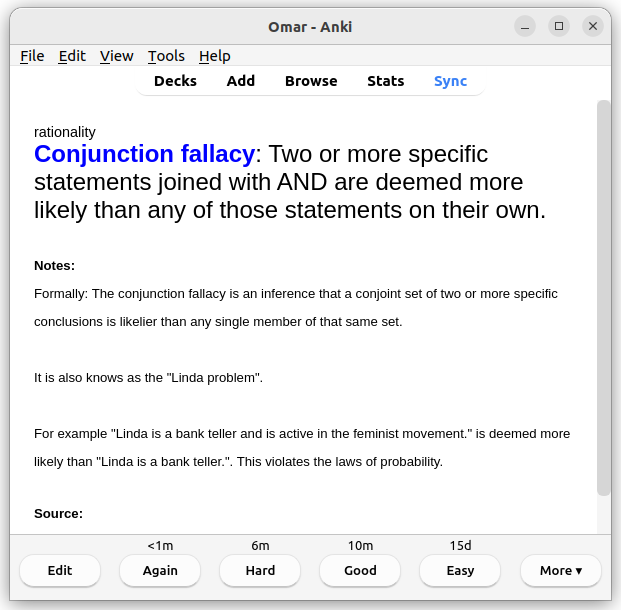 Omar - Anki
File Edit View Tools Help
Decks Add Browse Stats Sync
rationality
Conjunction fallacy: Two or more specific
statements joined with AND are deemed more
likely than any of those statements on their own.
Notes:
Formally: The conjunction fallacy is an inference that a conjoint set of two or more specific
conclusions is likelier than any single member of that same set.
It is also knows as the "Linda problem".
For example "Linda is a bank teller and is active in the feminist movement." is deemed more
likely than "Linda is a bank teller.". This violates the laws of probability.
Source:
<1m 6m 10m 15d
Edit Again Hard Good Easy More ▾